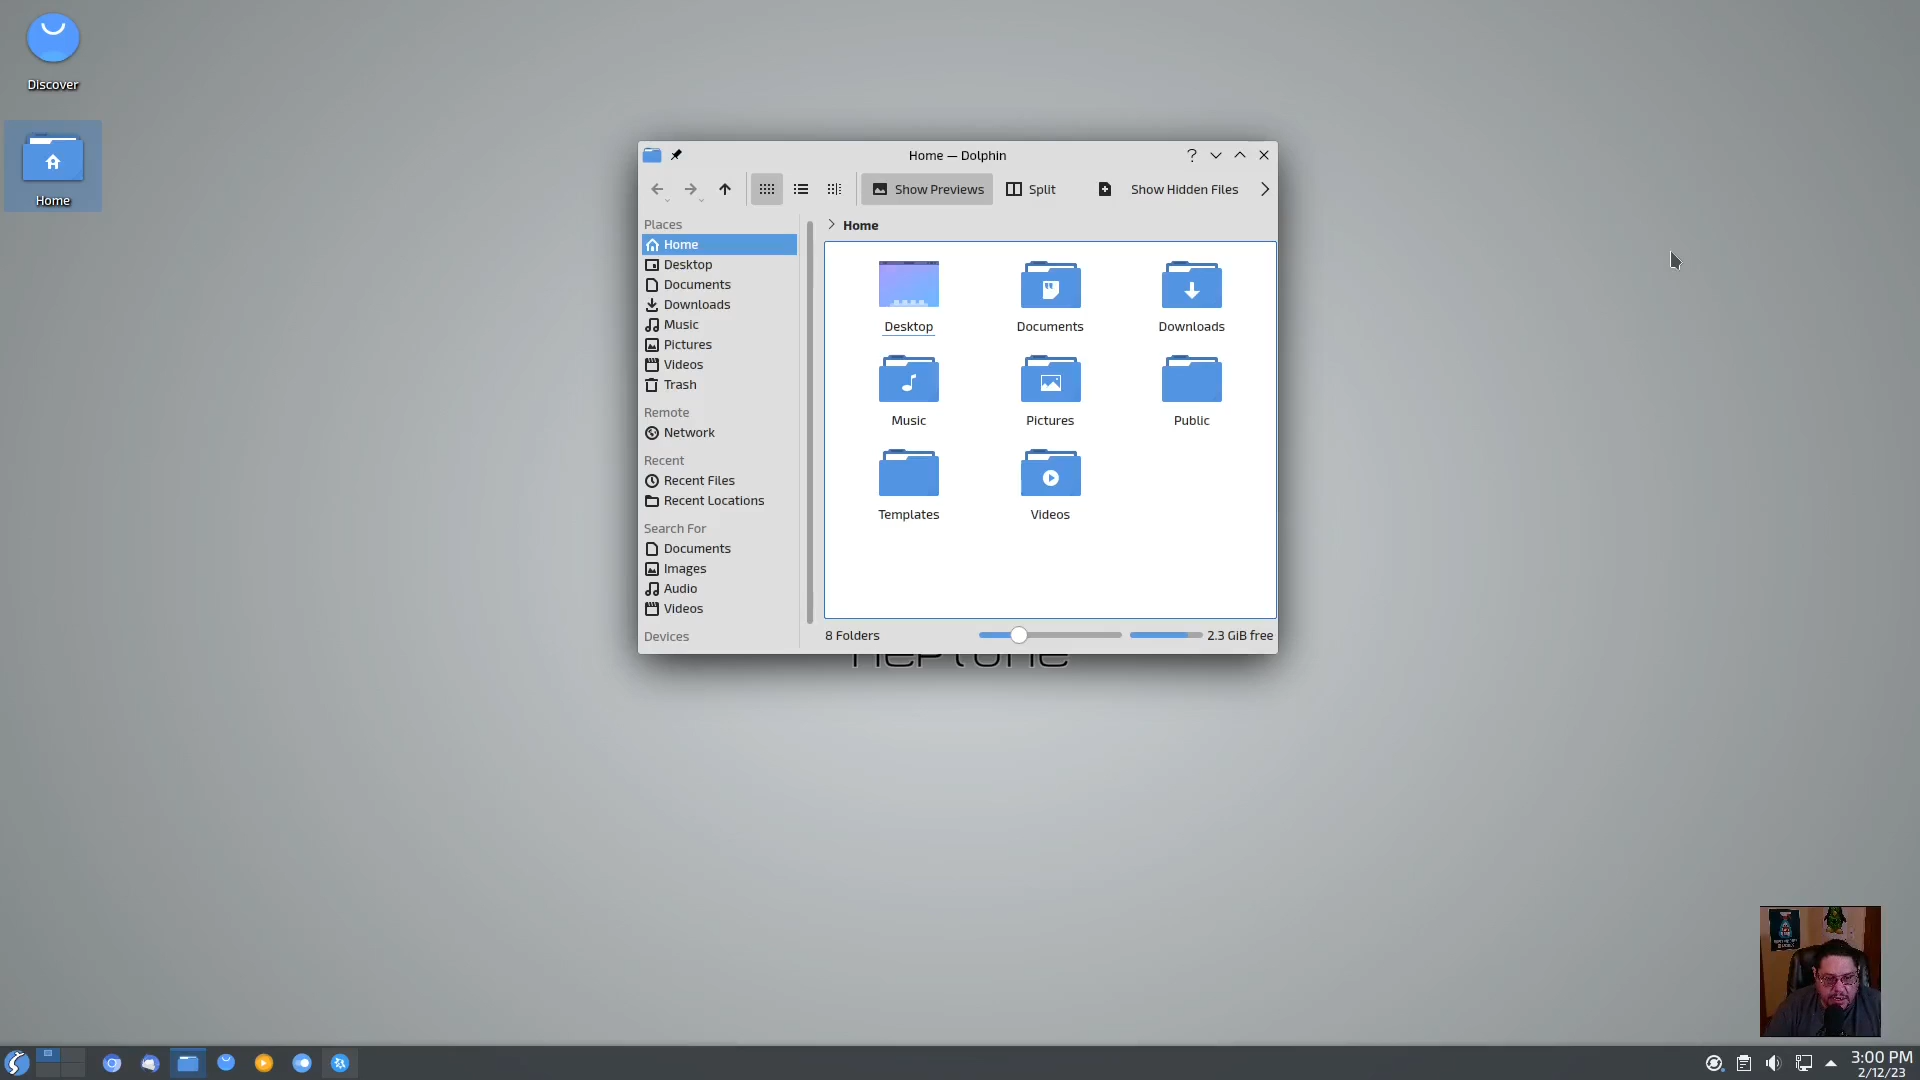 Discover
Home
Home — Dolphin
Show Previews
Split
Show Hidden Files
Places
Home
Desktop
Documents
Downloads
Music
Pictures
Videos
Trash
Remote
Network
Recent
Recent Files
Recent Locations
Search For
Documents
Images
Audio
Videos
Devices
Home
Desktop
Documents
Downloads
Music
Pictures
Public
Templates
Videos
8 Folders
2.3 GiB free
neptune
3:00 PM
2/12/23